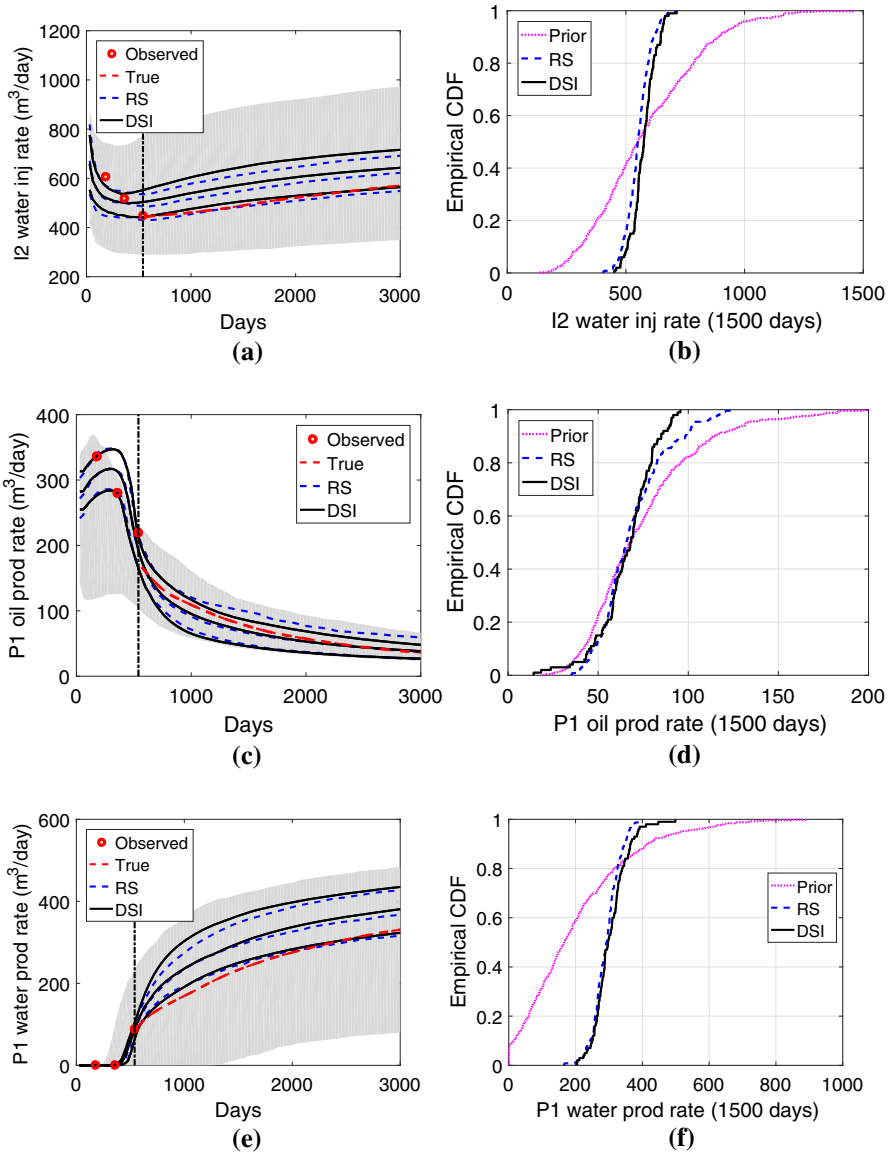 1200
1000
800
600
400
200
I2 water inj rate (m³/day)
Observed
True
RS
DSI
0
1000
2000
3000
Days
(a)
1
0.8
0.6
0.4
0.2
0
Empirical CDF
Prior
RS
DSI
0
500
1000
1500
I2 water inj rate (1500 days)
(b)
400
300
200
100
0
P1 oil prod rate (m³/day)
Observed
True
RS
DSI
0
1000
2000
3000
Days
(c)
1
0.8
0.6
0.4
0.2
0
Empirical CDF
Prior
RS
DSI
0
50
100
150
200
P1 oil prod rate (1500 days)
(d)
600
400
200
0
P1 water prod rate (m³/day)
Observed
True
RS
DSI
0
1000
2000
3000
Days
(e)
1
0.8
0.6
0.4
0.2
0
Empirical CDF
Prior
RS
DSI
0
200
400
600
800
1000
P1 water prod rate (1500 days)
(f)